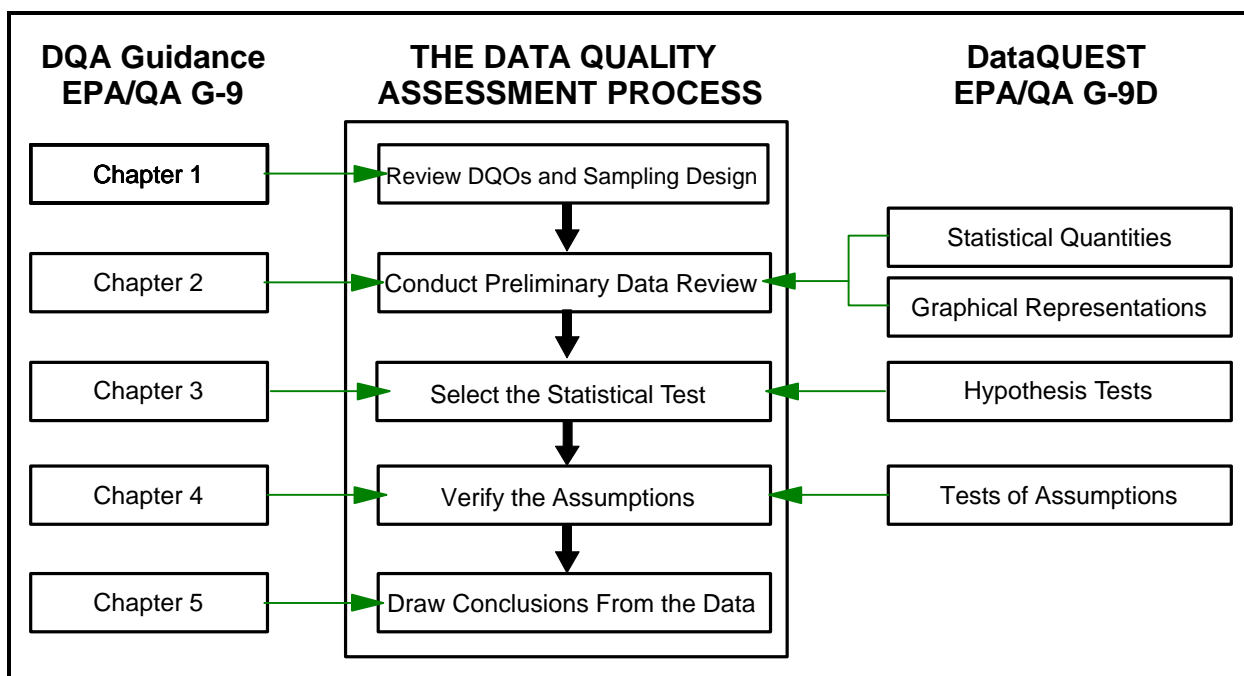 DQA Guidance
EPA/QA G-9
THE DATA QUALITY
ASSESSMENT PROCESS
DataQUEST
EPA/QA G-9D
Chapter 1
Review DQOs and Sampling Design
Statistical Quantities
Chapter 2
Conduct Preliminary Data Review
Graphical Representations
Chapter 3
Select the Statistical Test
Hypothesis Tests
Chapter 4
Verify the Assumptions
Tests of Assumptions
Chapter 5
Draw Conclusions From the Data